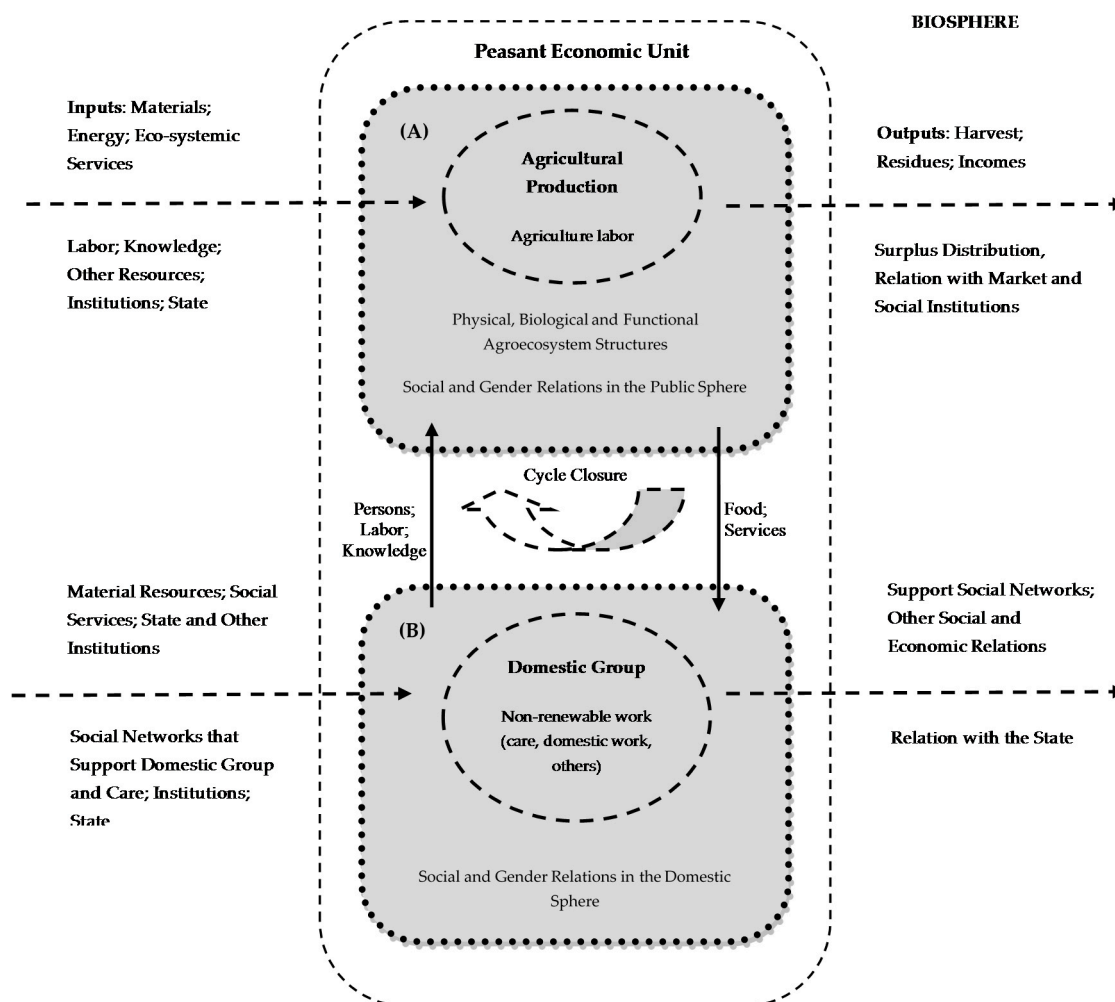 BIOSPHERE
Peasant Economic Unit
Inputs: Materials;
Energy; Eco-systemic
Services
Labor; Knowledge;
Other Resources;
Institutions; State
(A)
Agricultural
Production
Agriculture labor
Physical, Biological and Functional
Agroecosystem Structures
Social and Gender Relations in the Public Sphere
Outputs: Harvest;
Residues; Incomes
Surplus Distribution,
Relation with Market and
Social Institutions
Cycle Closure
Persons;
Labor;
Knowledge
Food;
Services
Material Resources; Social
Services; State and Other
Institutions
Social Networks that
Support Domestic Group
and Care; Institutions;
State
(B)
Domestic Group
Non-renewable work
(care, domestic work,
others)
Social and Gender Relations in the Domestic
Sphere
Support Social Networks;
Other Social and
Economic Relations
Relation with the State